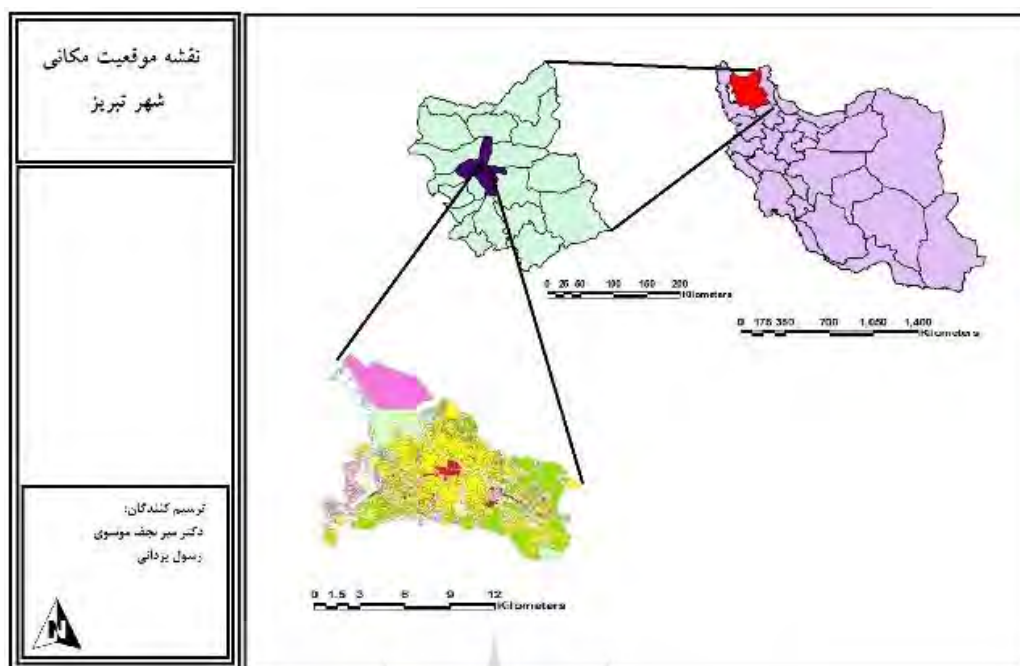 نقشه موقعیت مکانی
شهر تبریز
0 25 50 100 150 200
Kilometers
0 175 350 700 1,050 1,400
Kilometers
ترسیم کنندگان:
دکتر میر نجف موسوی
رسول یزدانی
N
0 1.5 3 6 9 12
Kilometers